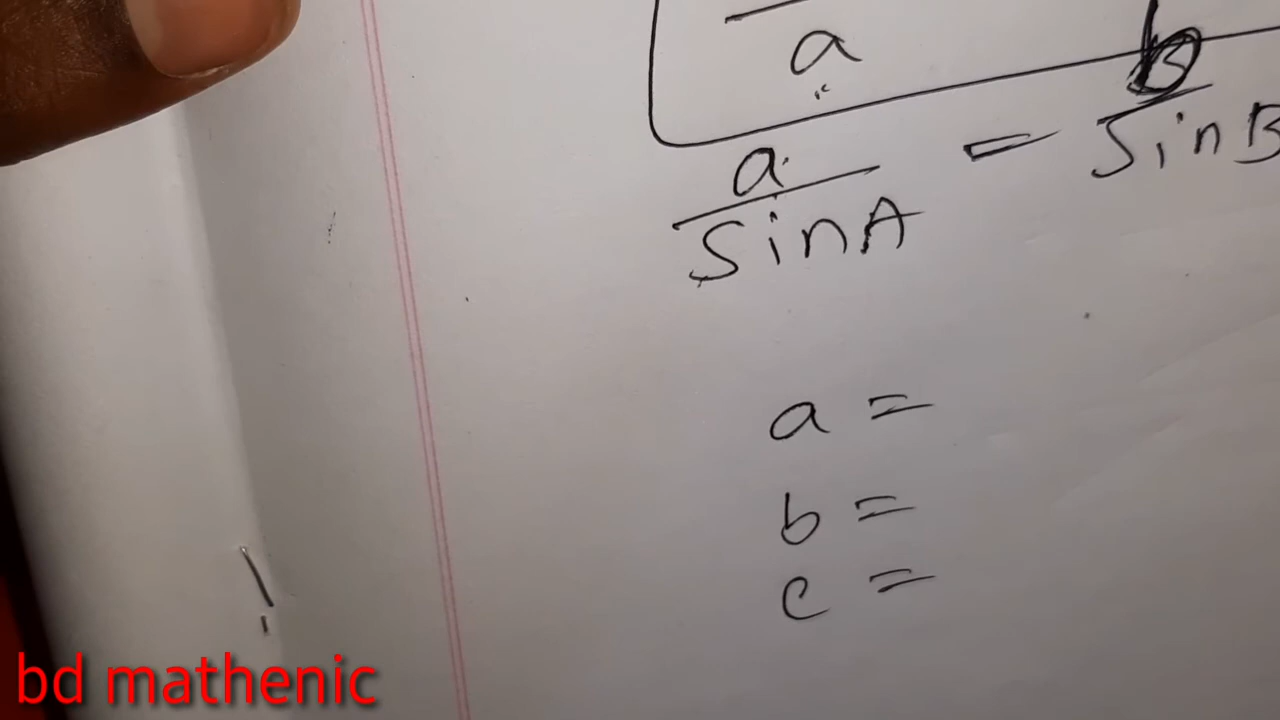 a b
a/SinA = b/SinB
a =
b =
c =
bd mathenic